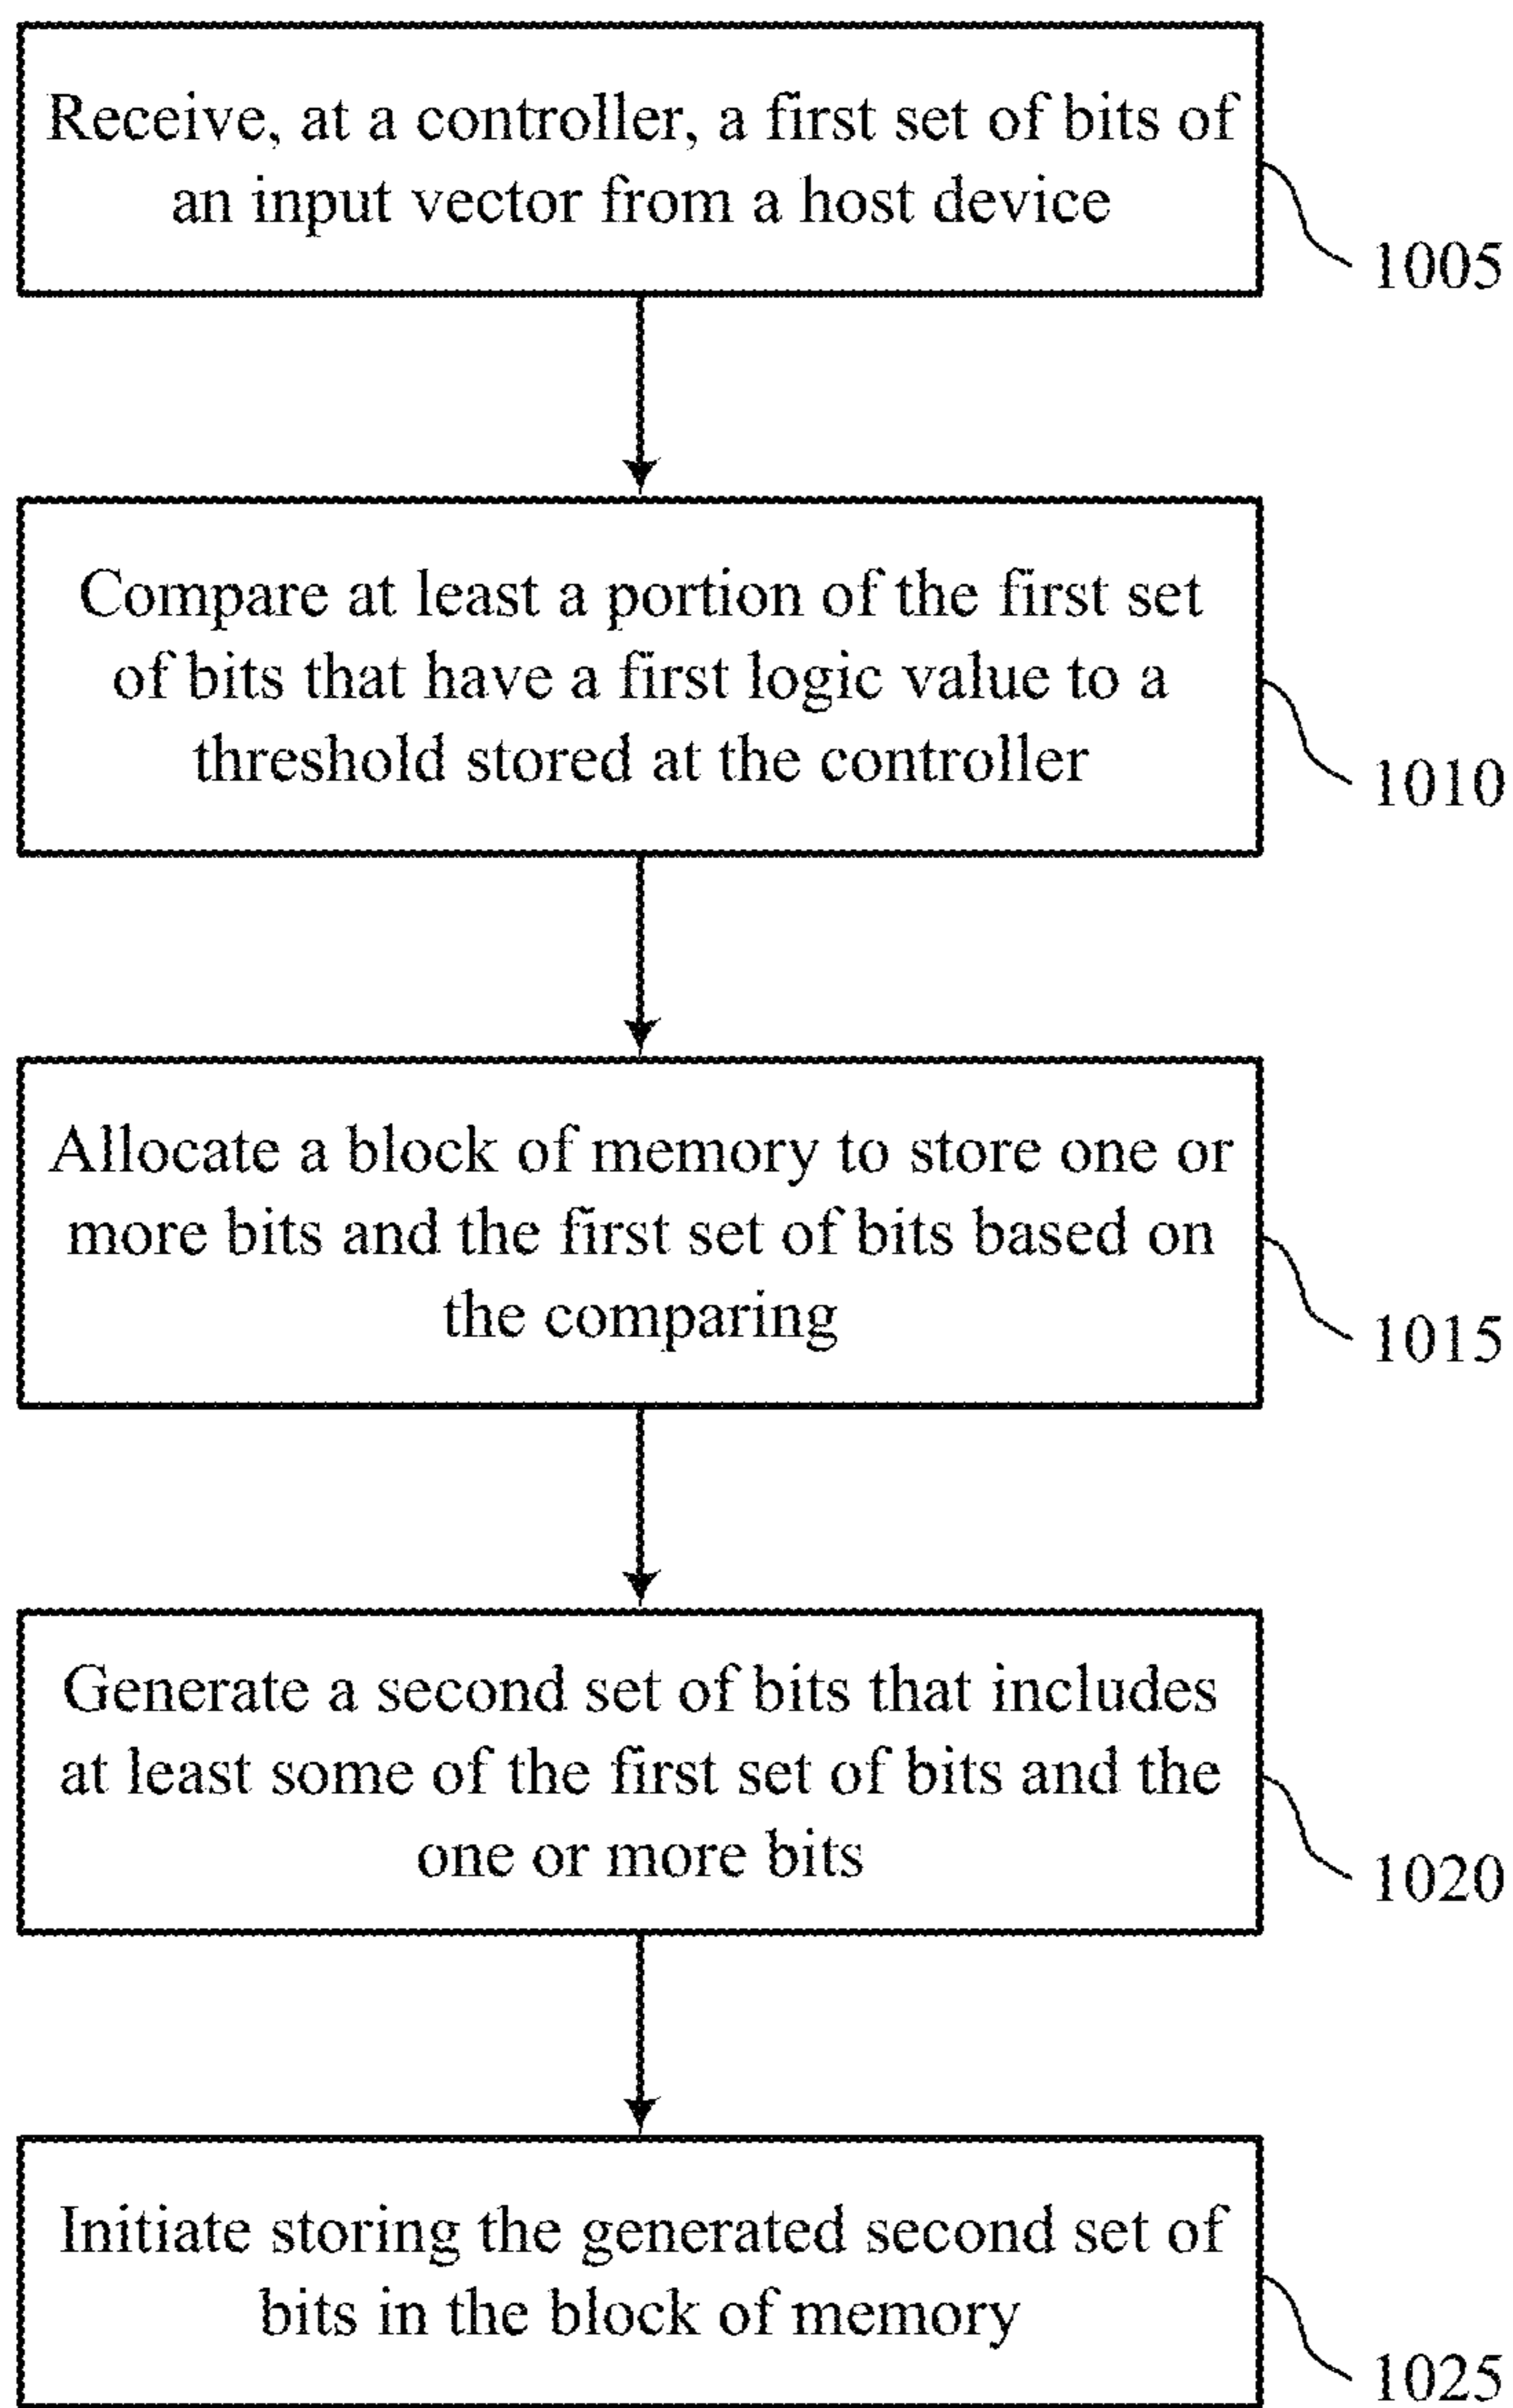 Receive, at a controller, a first set of bits of
an input vector from a host device
1005
Compare at least a portion of the first set
of bits that have a first logic value to a
threshold stored at the controller
1010
Allocate a block of memory to store one or
more bits and the first set of bits based on
the comparing
1015
Generate a second set of bits that includes
at least some of the first set of bits and the
one or more bits
1020
Initiate storing the generated second set of
bits in the block of memory
1025